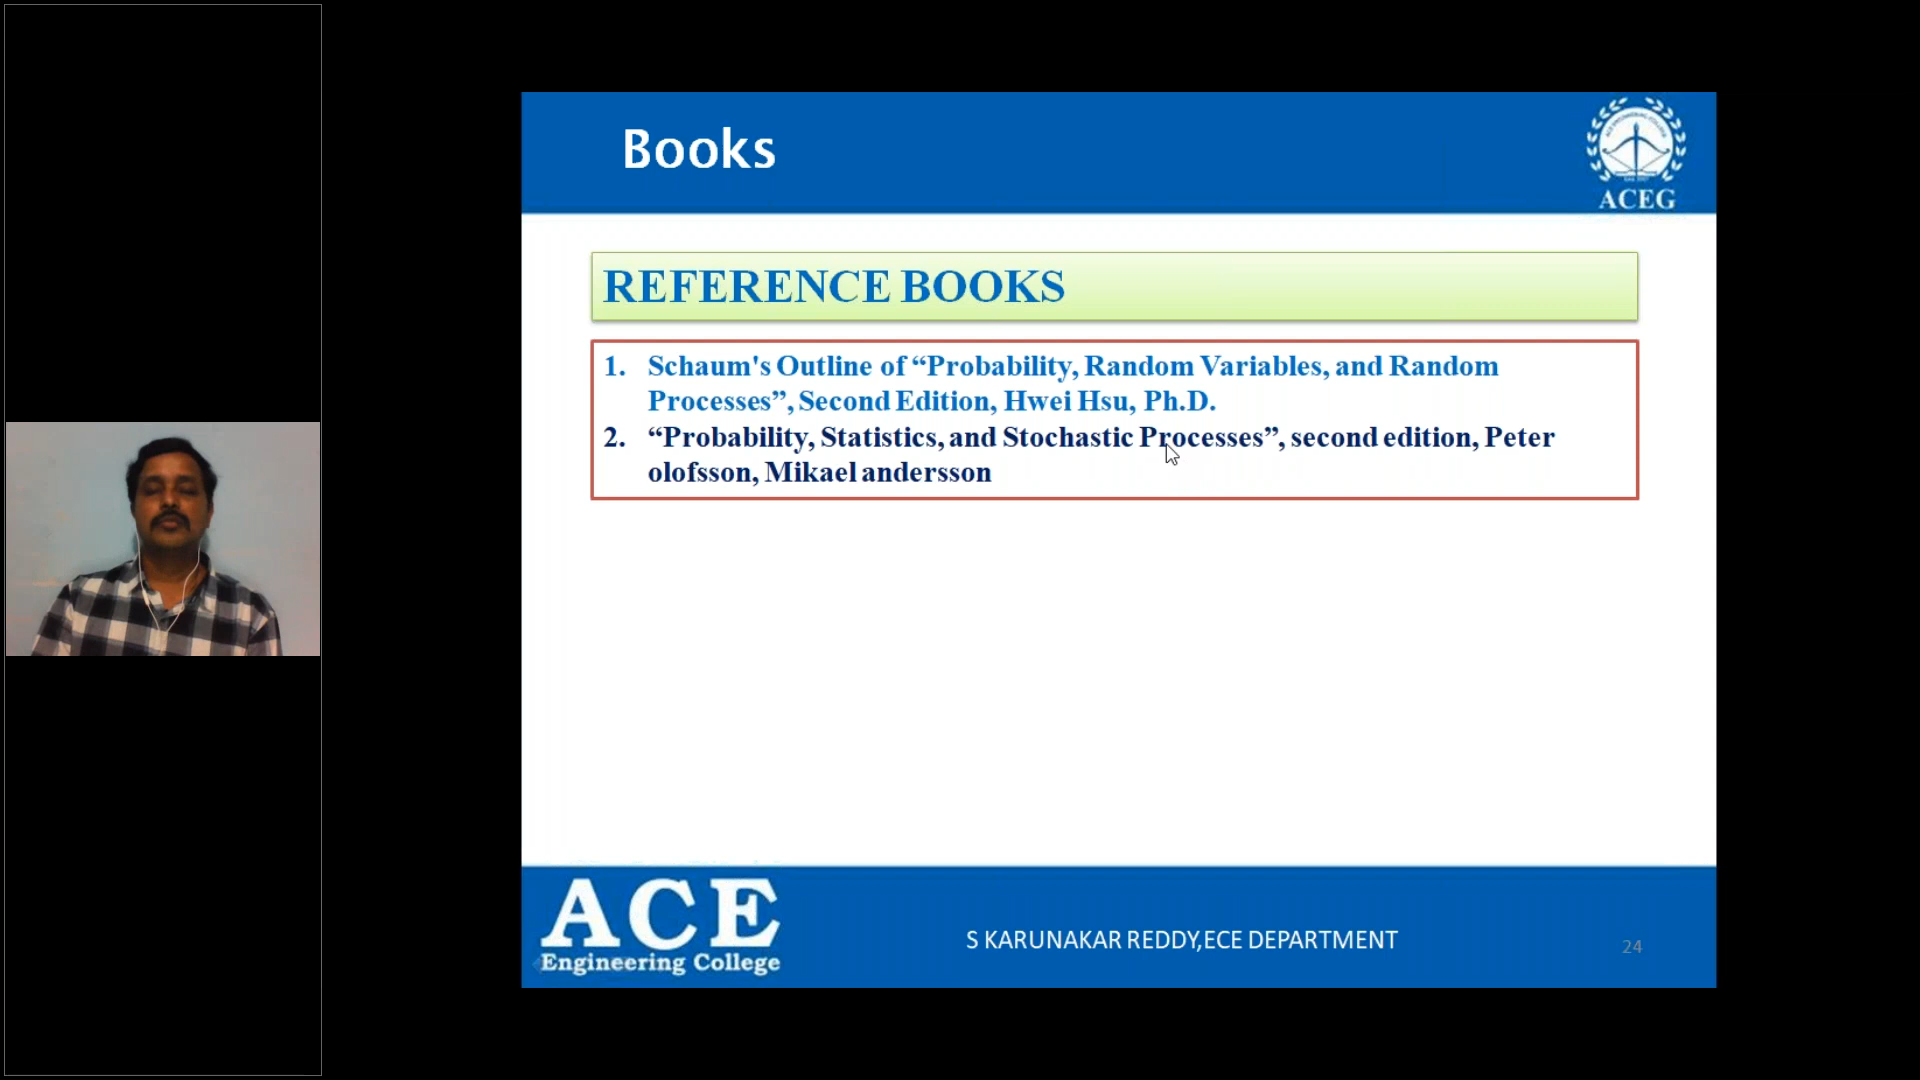 Books
ACEG
REFERENCE BOOKS
1. Schaum's Outline of “Probability, Random Variables, and Random
Processes”, Second Edition, Hwei Hsu, Ph.D.
2. “Probability, Statistics, and Stochastic Processes”, second edition, Peter
olofsson, Mikael andersson
ACE
Engineering College
S KARUNAKAR REDDY,ECE DEPARTMENT
24